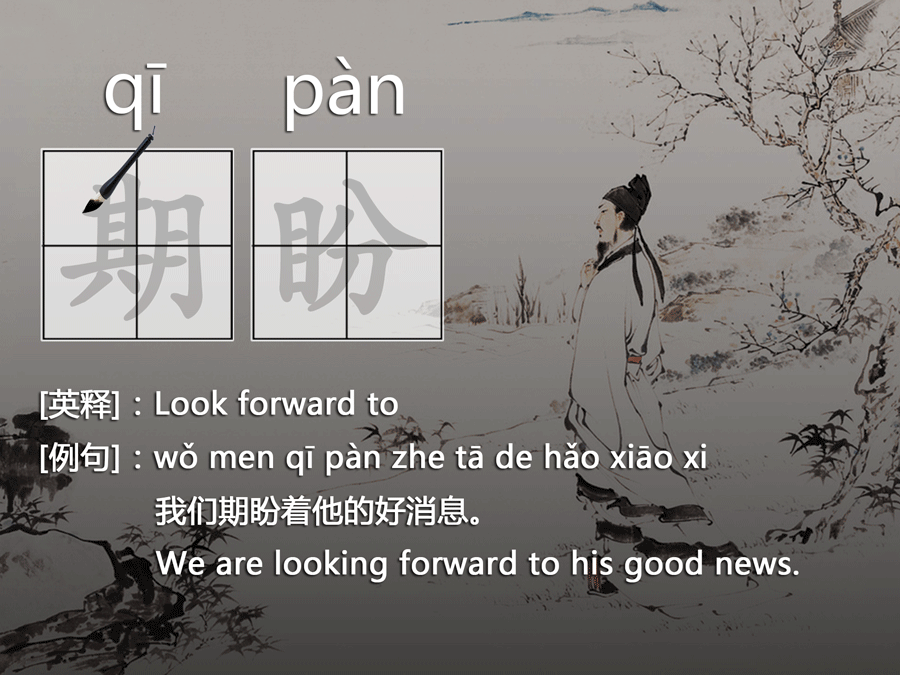 qī pàn
期盼
[英释]：Look forward to
[例句]：wǒ men qī pàn zhe tā de hǎo xiāo xi
我们期盼着他的好消息。
We are looking forward to his good news.